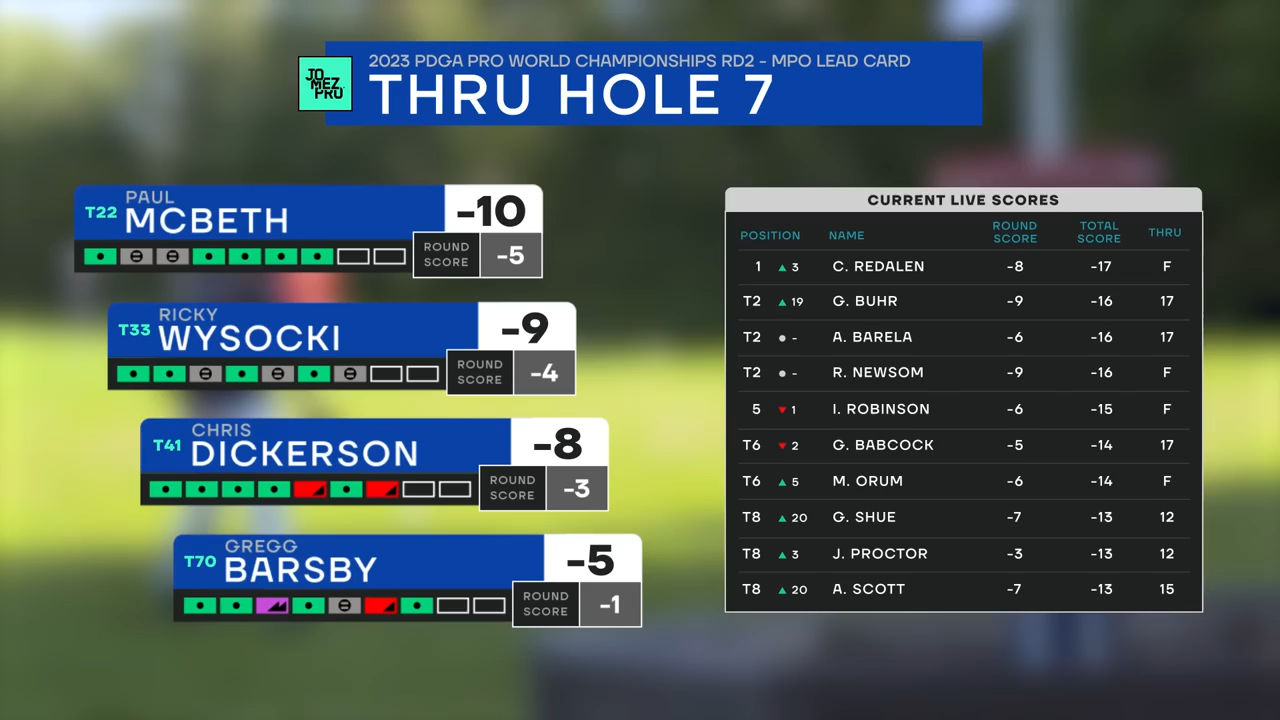 JO
MEZ
PRO
2023 PDGA PRO WORLD CHAMPIONSHIPS RD2 - MPO LEAD CARD
THRU HOLE 7
T22 PAUL MCBETH -10
ROUND SCORE -5
T33 RICKY WYSOCKI -9
ROUND SCORE -4
T41 CHRIS DICKERSON -8
ROUND SCORE -3
T70 GREGG BARSBY -5
ROUND SCORE -1
CURRENT LIVE SCORES
POSITION NAME ROUND SCORE TOTAL SCORE THRU
1 ▲ 3 C. REDALEN -8 -17 F
T2 ▲ 19 G. BUHR -9 -16 17
T2 ● - A. BARELA -6 -16 17
T2 ● - R. NEWSOM -9 -16 F
5 ▼ 1 I. ROBINSON -6 -15 F
T6 ▼ 2 G. BABCOCK -5 -14 17
T6 ▲ 5 M. ORUM -6 -14 F
T8 ▲ 20 G. SHUE -7 -13 12
T8 ▲ 3 J. PROCTOR -3 -13 12
T8 ▲ 20 A. SCOTT -7 -13 15